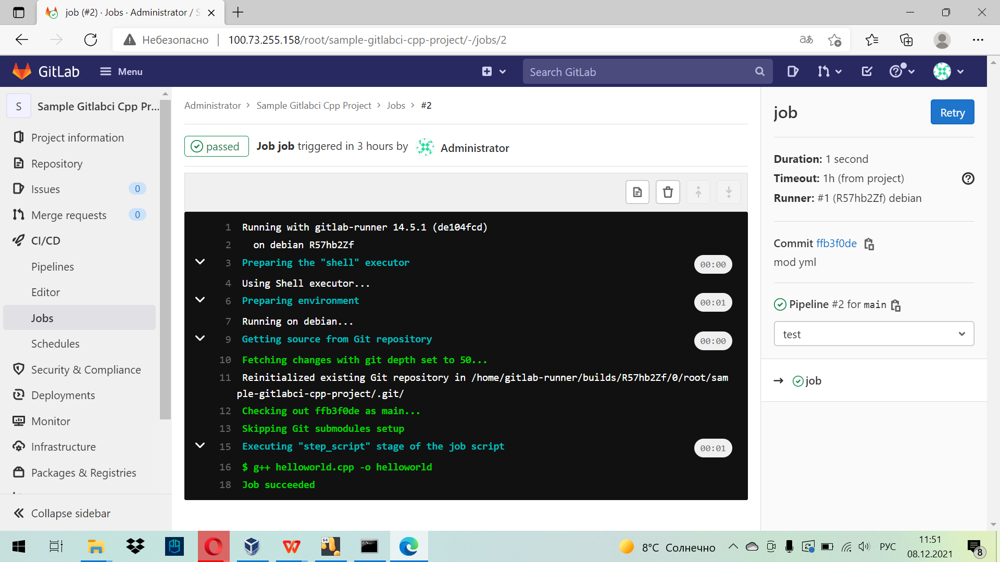 job (#2) · Jobs · Administrator / S
Небезопасно
100.73.255.158/root/sample-gitlabci-cpp-project/-/jobs/2
GitLab
Menu
Search GitLab
S
Sample Gitlabci Cpp Pr...
Project information
Repository
Issues 0
Merge requests 0
CI/CD
Pipelines
Editor
Jobs
Schedules
Security & Compliance
Deployments
Monitor
Infrastructure
Packages & Registries
Collapse sidebar
Administrator > Sample Gitlabci Cpp Project > Jobs > #2
passed Job job triggered in 3 hours by Administrator
1 Running with gitlab-runner 14.5.1 (de104fcd)
2 on debian R57hb2Zf
3 Preparing the "shell" executor 00:00
4 Using Shell executor...
6 Preparing environment 00:01
7 Running on debian...
9 Getting source from Git repository 00:00
10 Fetching changes with git depth set to 50...
11 Reinitialized existing Git repository in /home/gitlab-runner/builds/R57hb2Zf/0/root/sam
ple-gitlabci-cpp-project/.git/
12 Checking out ffb3f0de as main...
13 Skipping Git submodules setup
15 Executing "step_script" stage of the job script 00:01
16 $ g++ helloworld.cpp -o helloworld
18 Job succeeded
job
Retry
Duration: 1 second
Timeout: 1h (from project)
Runner: #1 (R57hb2Zf) debian
Commit ffb3f0de
mod yml
Pipeline #2 for main
test
→ job
64
8°C Солнечно
РУС
11:51
08.12.2021
8